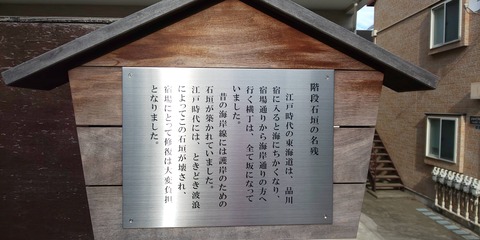 階段石垣の名残
江戸時代の東海道は、品川
宿に入ると海にちかくなり、
宿場通りから海岸通りの方へ
行く横丁は、全て坂になって
いました。
昔の海岸線には護岸のための
石垣が築かれていました。
江戸時代には、ときどき波浪
によってこの石垣が壊され、
宿場にとって修復は大変負担
となりました。